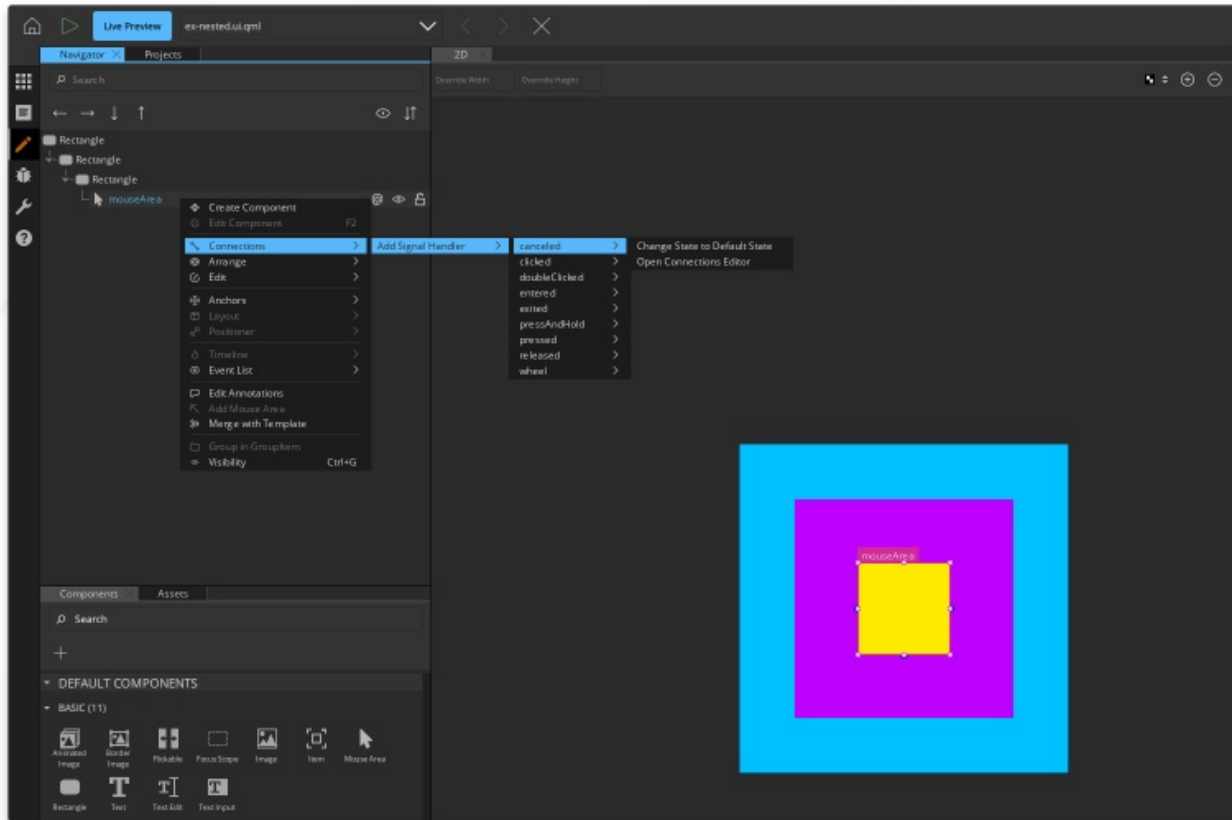 Live Preview ex-nested.ui.qml
Navigator Projects 2D
Search Override Width Override Height
Rectangle
Rectangle
Rectangle
mouseArea
Create Component
Edit Component F2
Connections Add Signal Handler canceled Change State to Default State
Arrange clicked Open Connections Editor
Edit doubleClicked
entered
Anchors exited
Layout pressAndHold
Positioner pressed
Timeline released
Event List wheel
Edit Annotations
Add Mouse Area
Merge with Template
Group in GroupItem
Visibility Ctrl+G
mouseArea
Components Assets
Search
DEFAULT COMPONENTS
BASIC (11)
Animated Image Border Image Flickable Focus Scope Image Item Mouse Area
Rectangle Text Text Edit Text Input